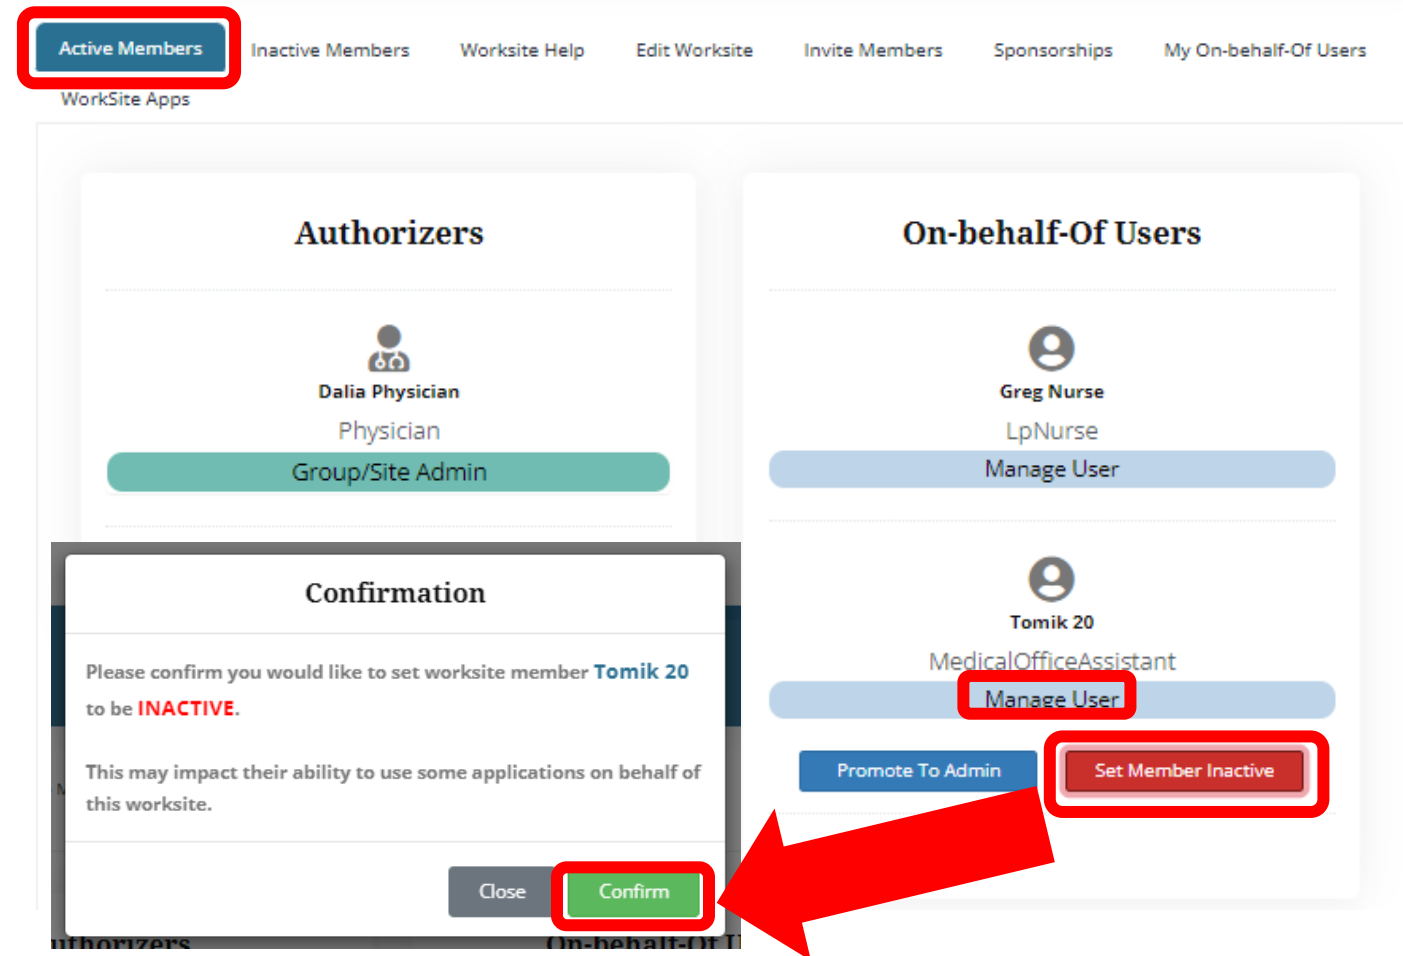 Active Members Inactive Members Worksite Help Edit Worksite Invite Members Sponsorships My On-behalf-Of Users
WorkSite Apps
Authorizers
Dalia Physician
Physician
Group/Site Admin
On-behalf-Of Users
Greg Nurse
LpNurse
Manage User
Tomik 20
MedicalOfficeAssistant
Manage User
Promote To Admin Set Member Inactive
Confirmation
Please confirm you would like to set worksite member Tomik 20
to be INACTIVE.
This may impact their ability to use some applications on behalf of
this worksite.
Close Confirm
uthorizers On-behalf-Of U